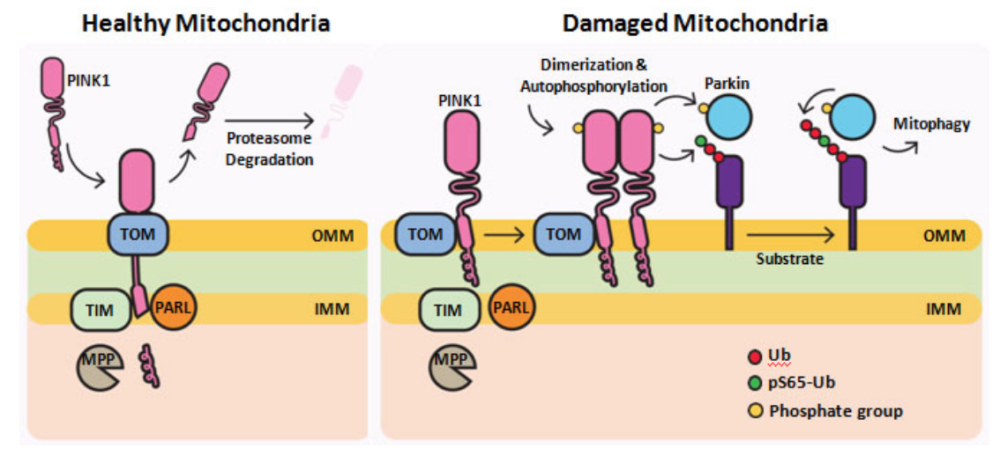 Healthy Mitochondria
PINK1
Proteasome
Degradation
TOM
OMM
TIM
PARL
IMM
MPP
Damaged Mitochondria
PINK1
Dimerization &
Autophosphorylation
Parkin
Mitophagy
TOM
TOM
OMM
Substrate
TIM
PARL
IMM
MPP
Ub
pS65-Ub
Phosphate group